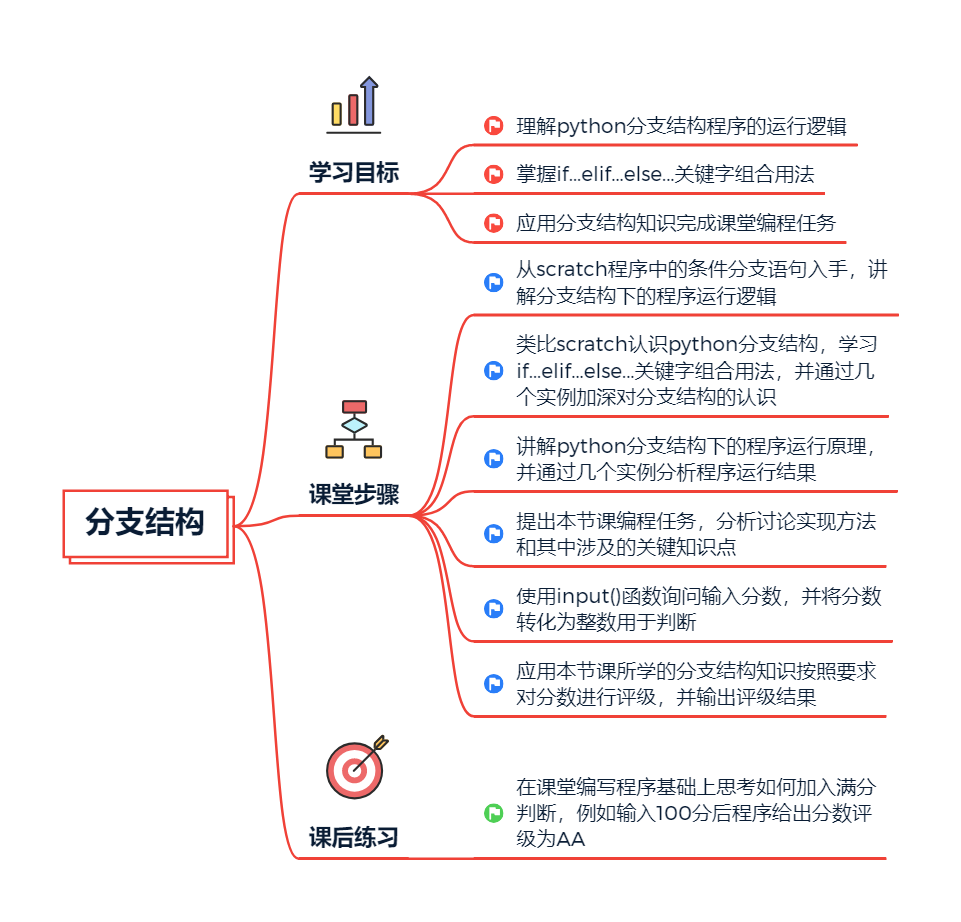 分支结构
学习目标
理解python分支结构程序的运行逻辑
掌握if...elif...else...关键字组合用法
应用分支结构知识完成课堂编程任务
课堂步骤
从scratch程序中的条件分支语句入手，讲
解分支结构下的程序运行逻辑
类比scratch认识python分支结构，学习
if...elif...else...关键字组合用法，并通过几
个实例加深对分支结构的认识
讲解python分支结构下的程序运行原理，
并通过几个实例分析程序运行结果
提出本节课编程任务，分析讨论实现方法
和其中涉及的关键知识点
使用input()函数询问输入分数，并将分数
转化为整数用于判断
应用本节课所学的分支结构知识按照要求
对分数进行评级，并输出评级结果
课后练习
在课堂编写程序基础上思考如何加入满分
判断，例如输入100分后程序给出分数评
级为AA